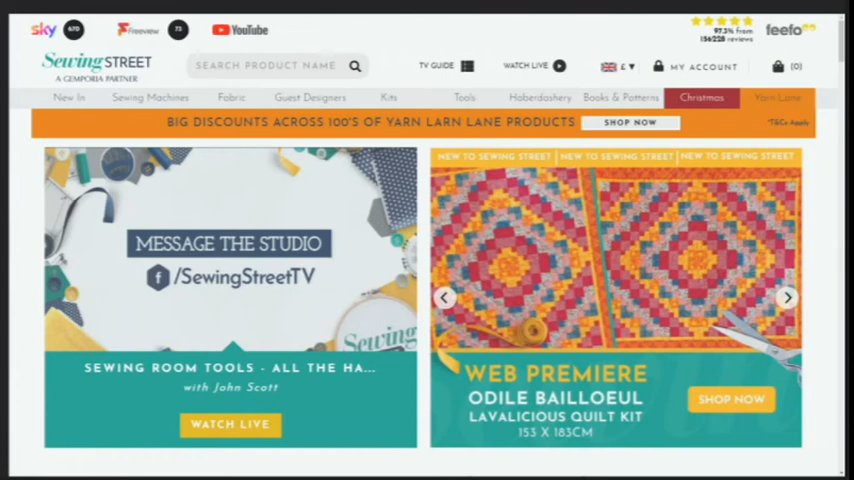 sky 670 Freeview 73 YouTube
97.3% from
156228 reviews
feefo
Sewing STREET
A GEMPORIA PARTNER
SEARCH PRODUCT NAME
TV GUIDE
WATCH LIVE
£
MY ACCOUNT
(0)
New In Sewing Machines Fabric Guest Designers Kits Tools Haberdashery Books & Patterns Christmas Yarn Lane
BIG DISCOUNTS ACROSS 100'S OF YARN LARN LANE PRODUCTS SHOP NOW *T&Cs Apply
MESSAGE THE STUDIO
f /SewingStreetTV
Sewing
SEWING ROOM TOOLS - ALL THE HA...
with John Scott
WATCH LIVE
NEW TO SEWING STREET NEW TO SEWING STREET NEW TO SEWING STREET
WEB PREMIERE
ODILE BAILLOEUL
LAVALICIOUS QUILT KIT
153 X 183CM
SHOP NOW